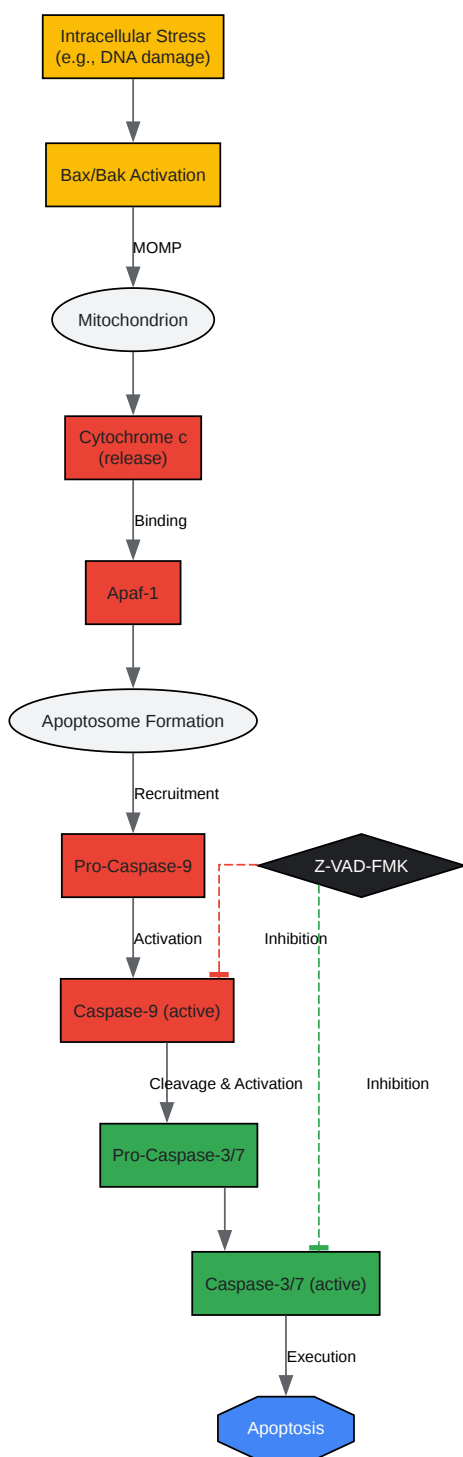 Intracellular Stress
(e.g., DNA damage)
Bax/Bak Activation
MOMP
Mitochondrion
Cytochrome c
(release)
Binding
Apaf-1
Apoptosome Formation
Recruitment
Pro-Caspase-9
Z-VAD-FMK
Activation
Inhibition
Caspase-9 (active)
Cleavage & Activation
Inhibition
Pro-Caspase-3/7
Caspase-3/7 (active)
Execution
Apoptosis